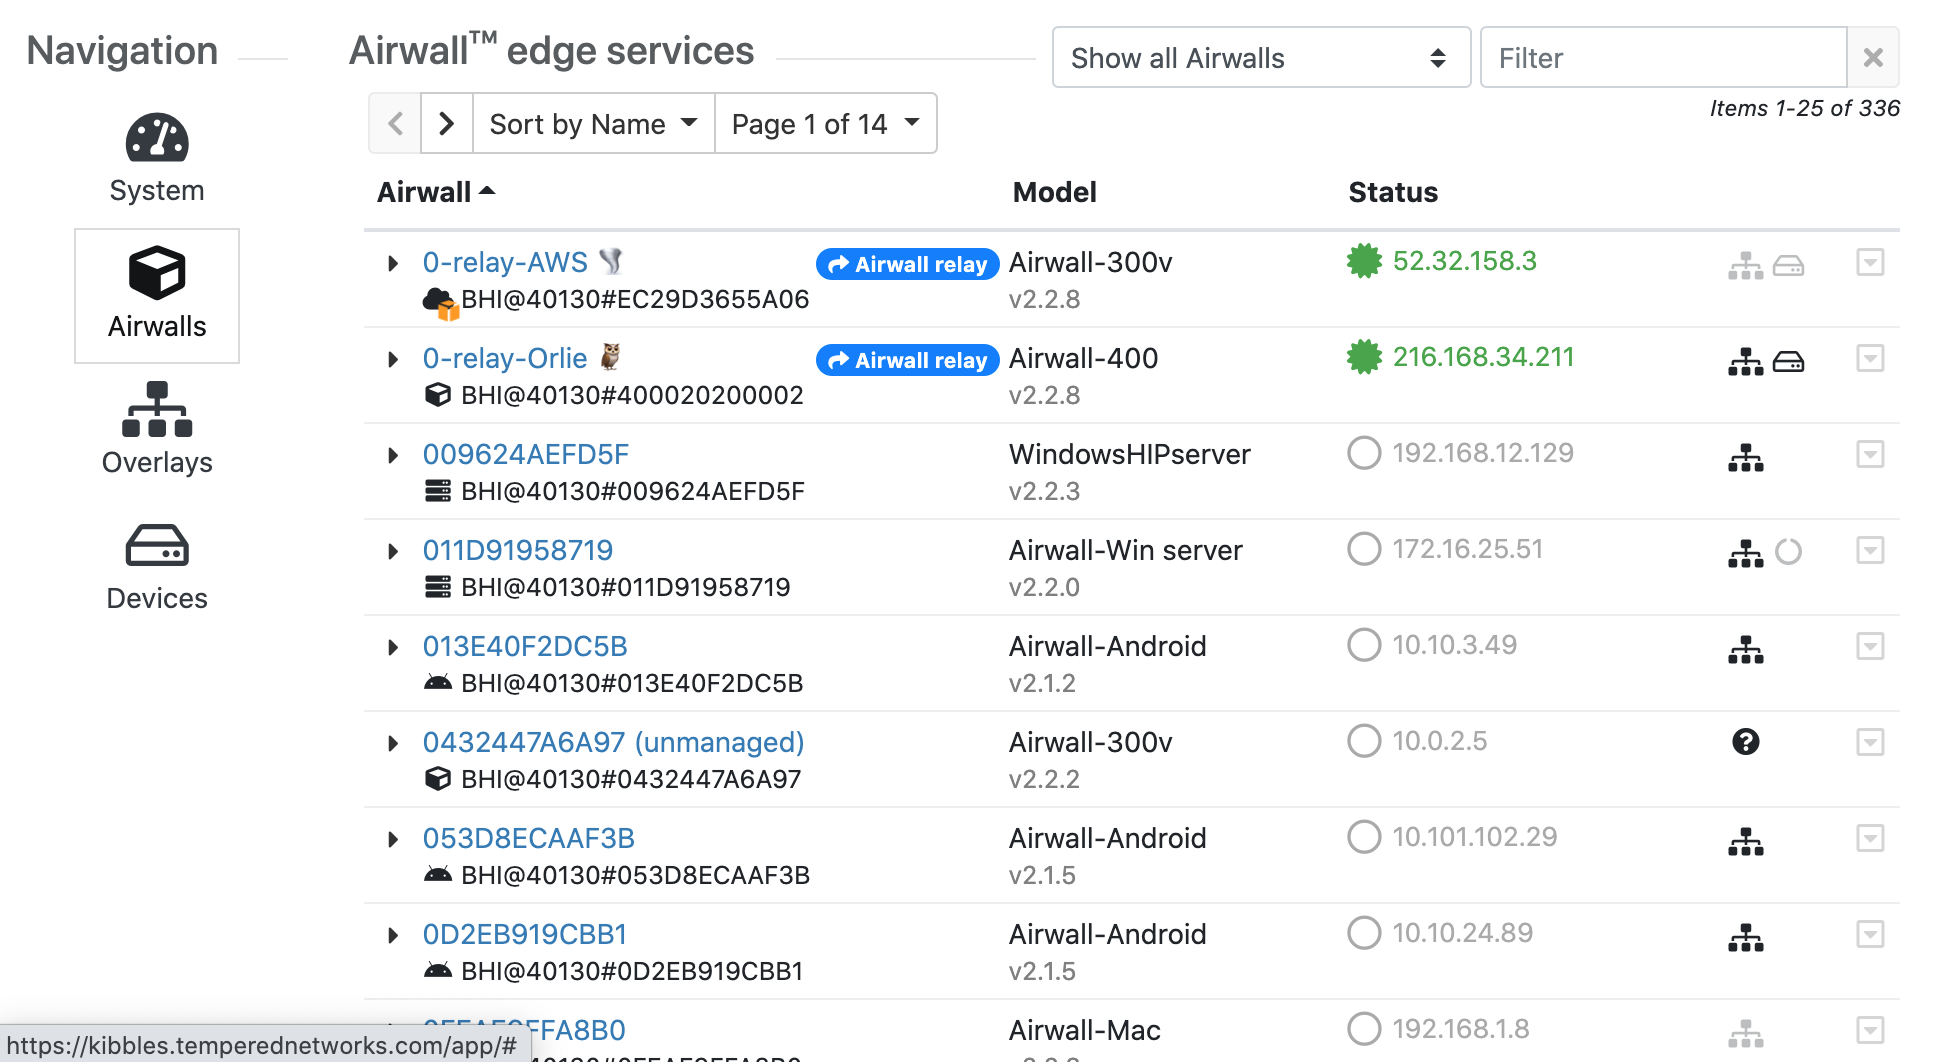 Navigation
Airwall™ edge services
Show all Airwalls
Filter
Items 1-25 of 336
Sort by Name
Page 1 of 14
System
Airwalls
Overlays
Devices
Airwall
Model
Status
0-relay-AWS
Airwall relay
Airwall-300v
52.32.158.3
BHI@40130#EC29D3655A06
v2.2.8
0-relay-Orlie
Airwall relay
Airwall-400
216.168.34.211
BHI@40130#400020200002
v2.2.8
009624AEFD5F
WindowsHIPserver
192.168.12.129
BHI@40130#009624AEFD5F
v2.2.3
011D91958719
Airwall-Win server
172.16.25.51
BHI@40130#011D91958719
v2.2.0
013E40F2DC5B
Airwall-Android
10.10.3.49
BHI@40130#013E40F2DC5B
v2.1.2
0432447A6A97 (unmanaged)
Airwall-300v
10.0.2.5
BHI@40130#0432447A6A97
v2.2.2
053D8ECAAF3B
Airwall-Android
10.101.102.29
BHI@40130#053D8ECAAF3B
v2.1.5
0D2EB919CBB1
Airwall-Android
10.10.24.89
BHI@40130#0D2EB919CBB1
v2.1.5
Airwall-Mac
192.168.1.8
https://kibbles.temperednetworks.com/app/#